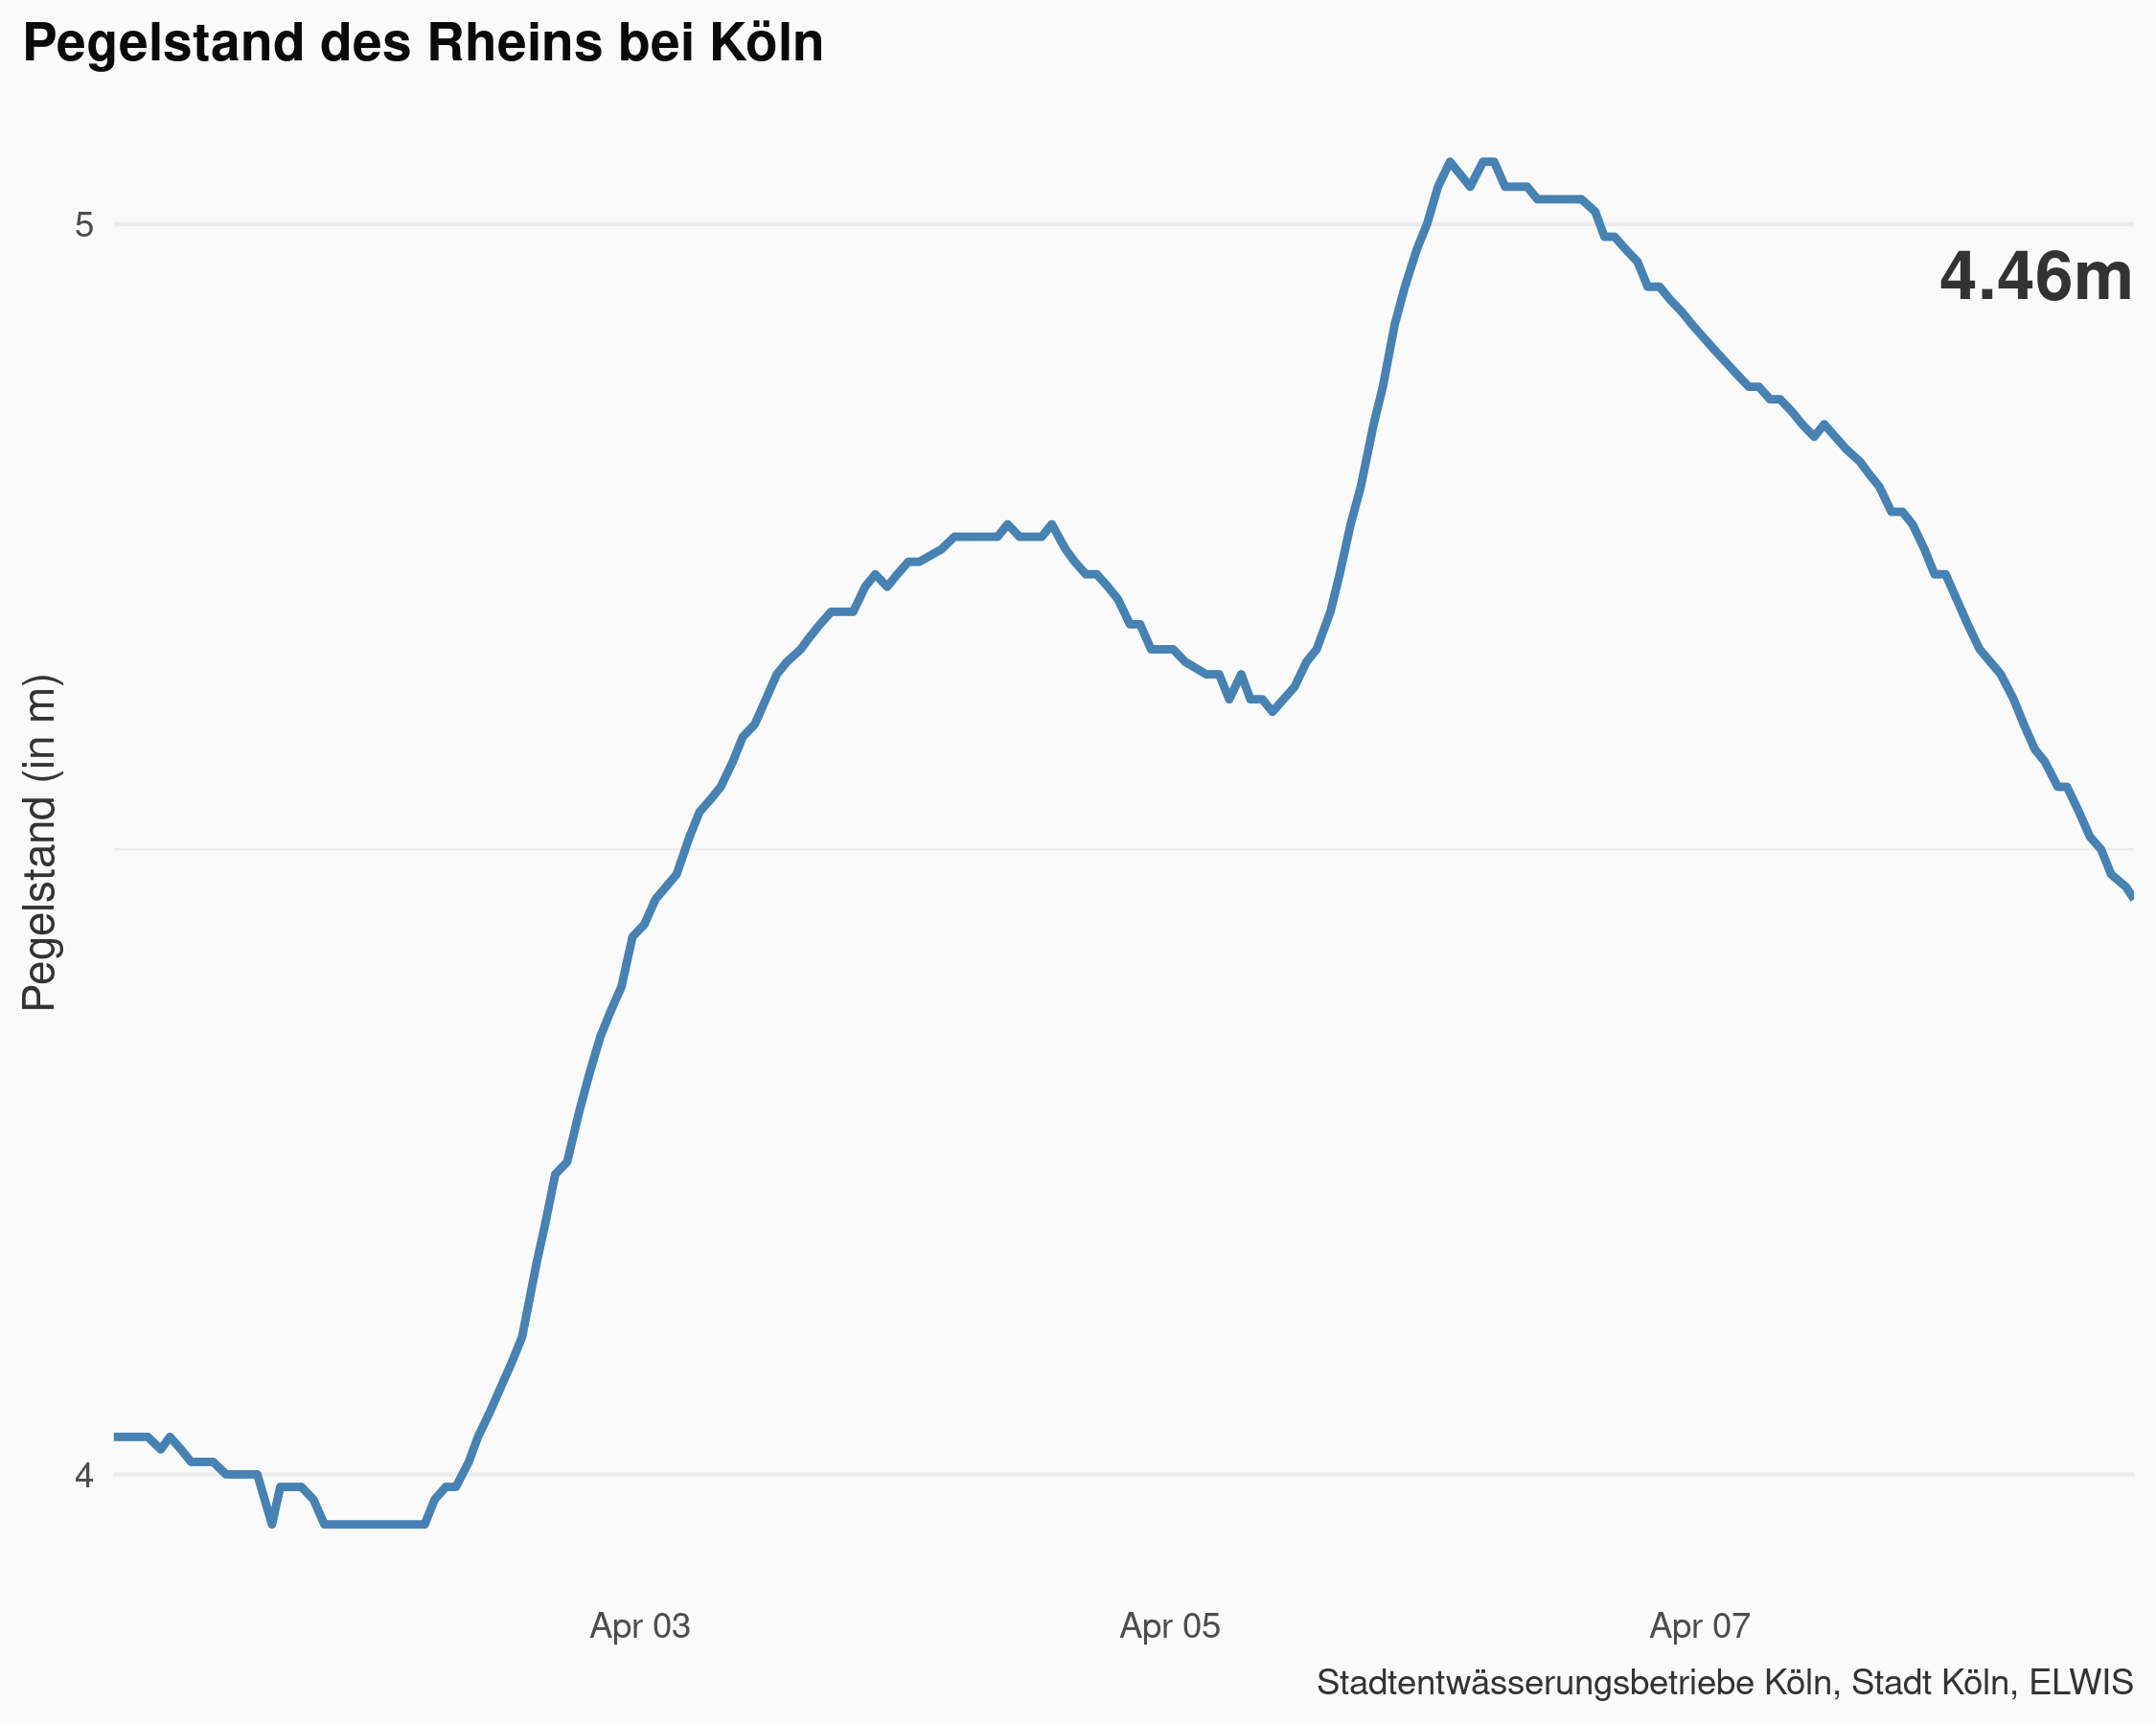 Pegelstand des Rheins bei Köln
Pegelstand (in m)
5
4.46m
4
Apr 03
Apr 05
Apr 07
Stadtentwässerungsbetriebe Köln, Stadt Köln, ELWIS